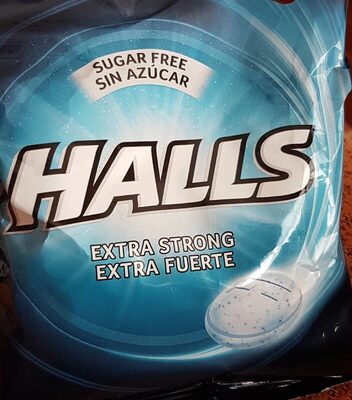 SUGAR FREE
SIN AZÚCAR
HALLS
EXTRA STRONG
EXTRA FUERTE